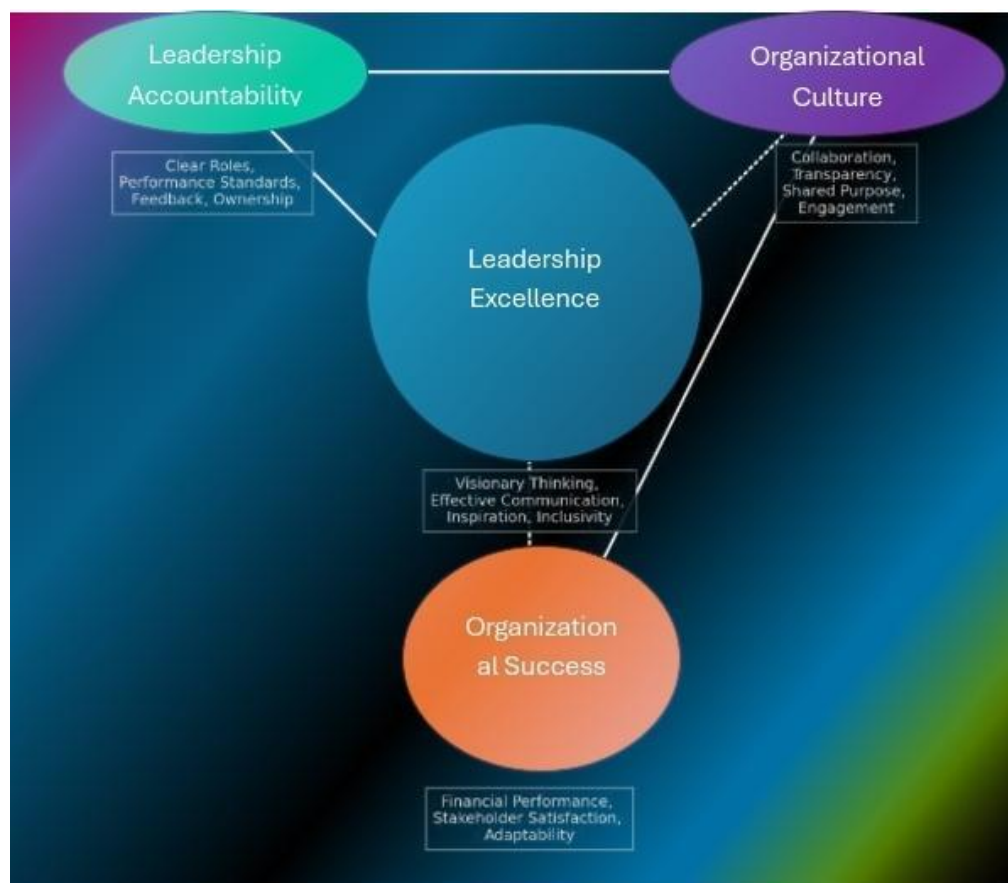 Leadership
Accountability
Organizational
Culture
Clear Roles,
Performance Standards,
Feedback, Ownership
Collaboration,
Transparency,
Shared Purpose,
Engagement
Leadership
Excellence
Visionary Thinking,
Effective Communication,
Inspiration, Inclusivity
Organization
al Success
Financial Performance,
Stakeholder Satisfaction,
Adaptability